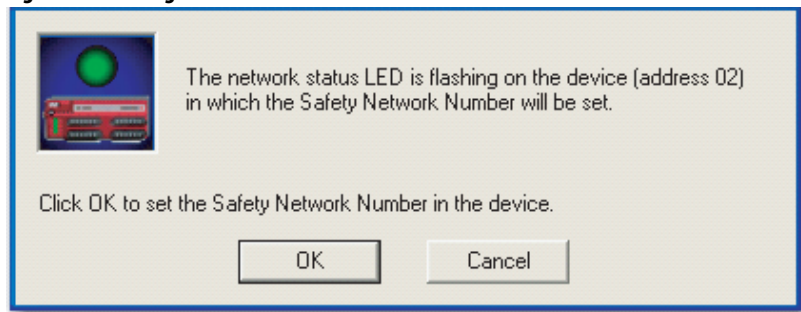 The network status LED is flashing on the device (address 02)
in which the Safety Network Number will be set.
Click OK to set the Safety Network Number in the device.
OK
Cancel